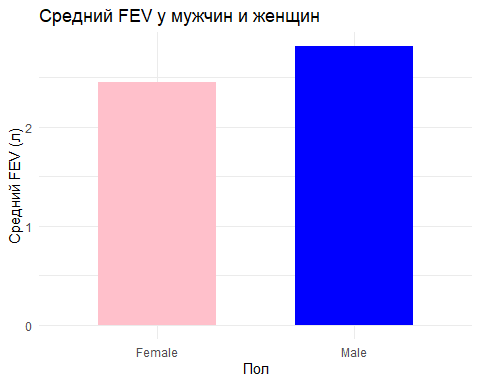 Средний FEV у мужчин и женщин
Средний FEV (л)
2
1
0
Female
Male
Пол